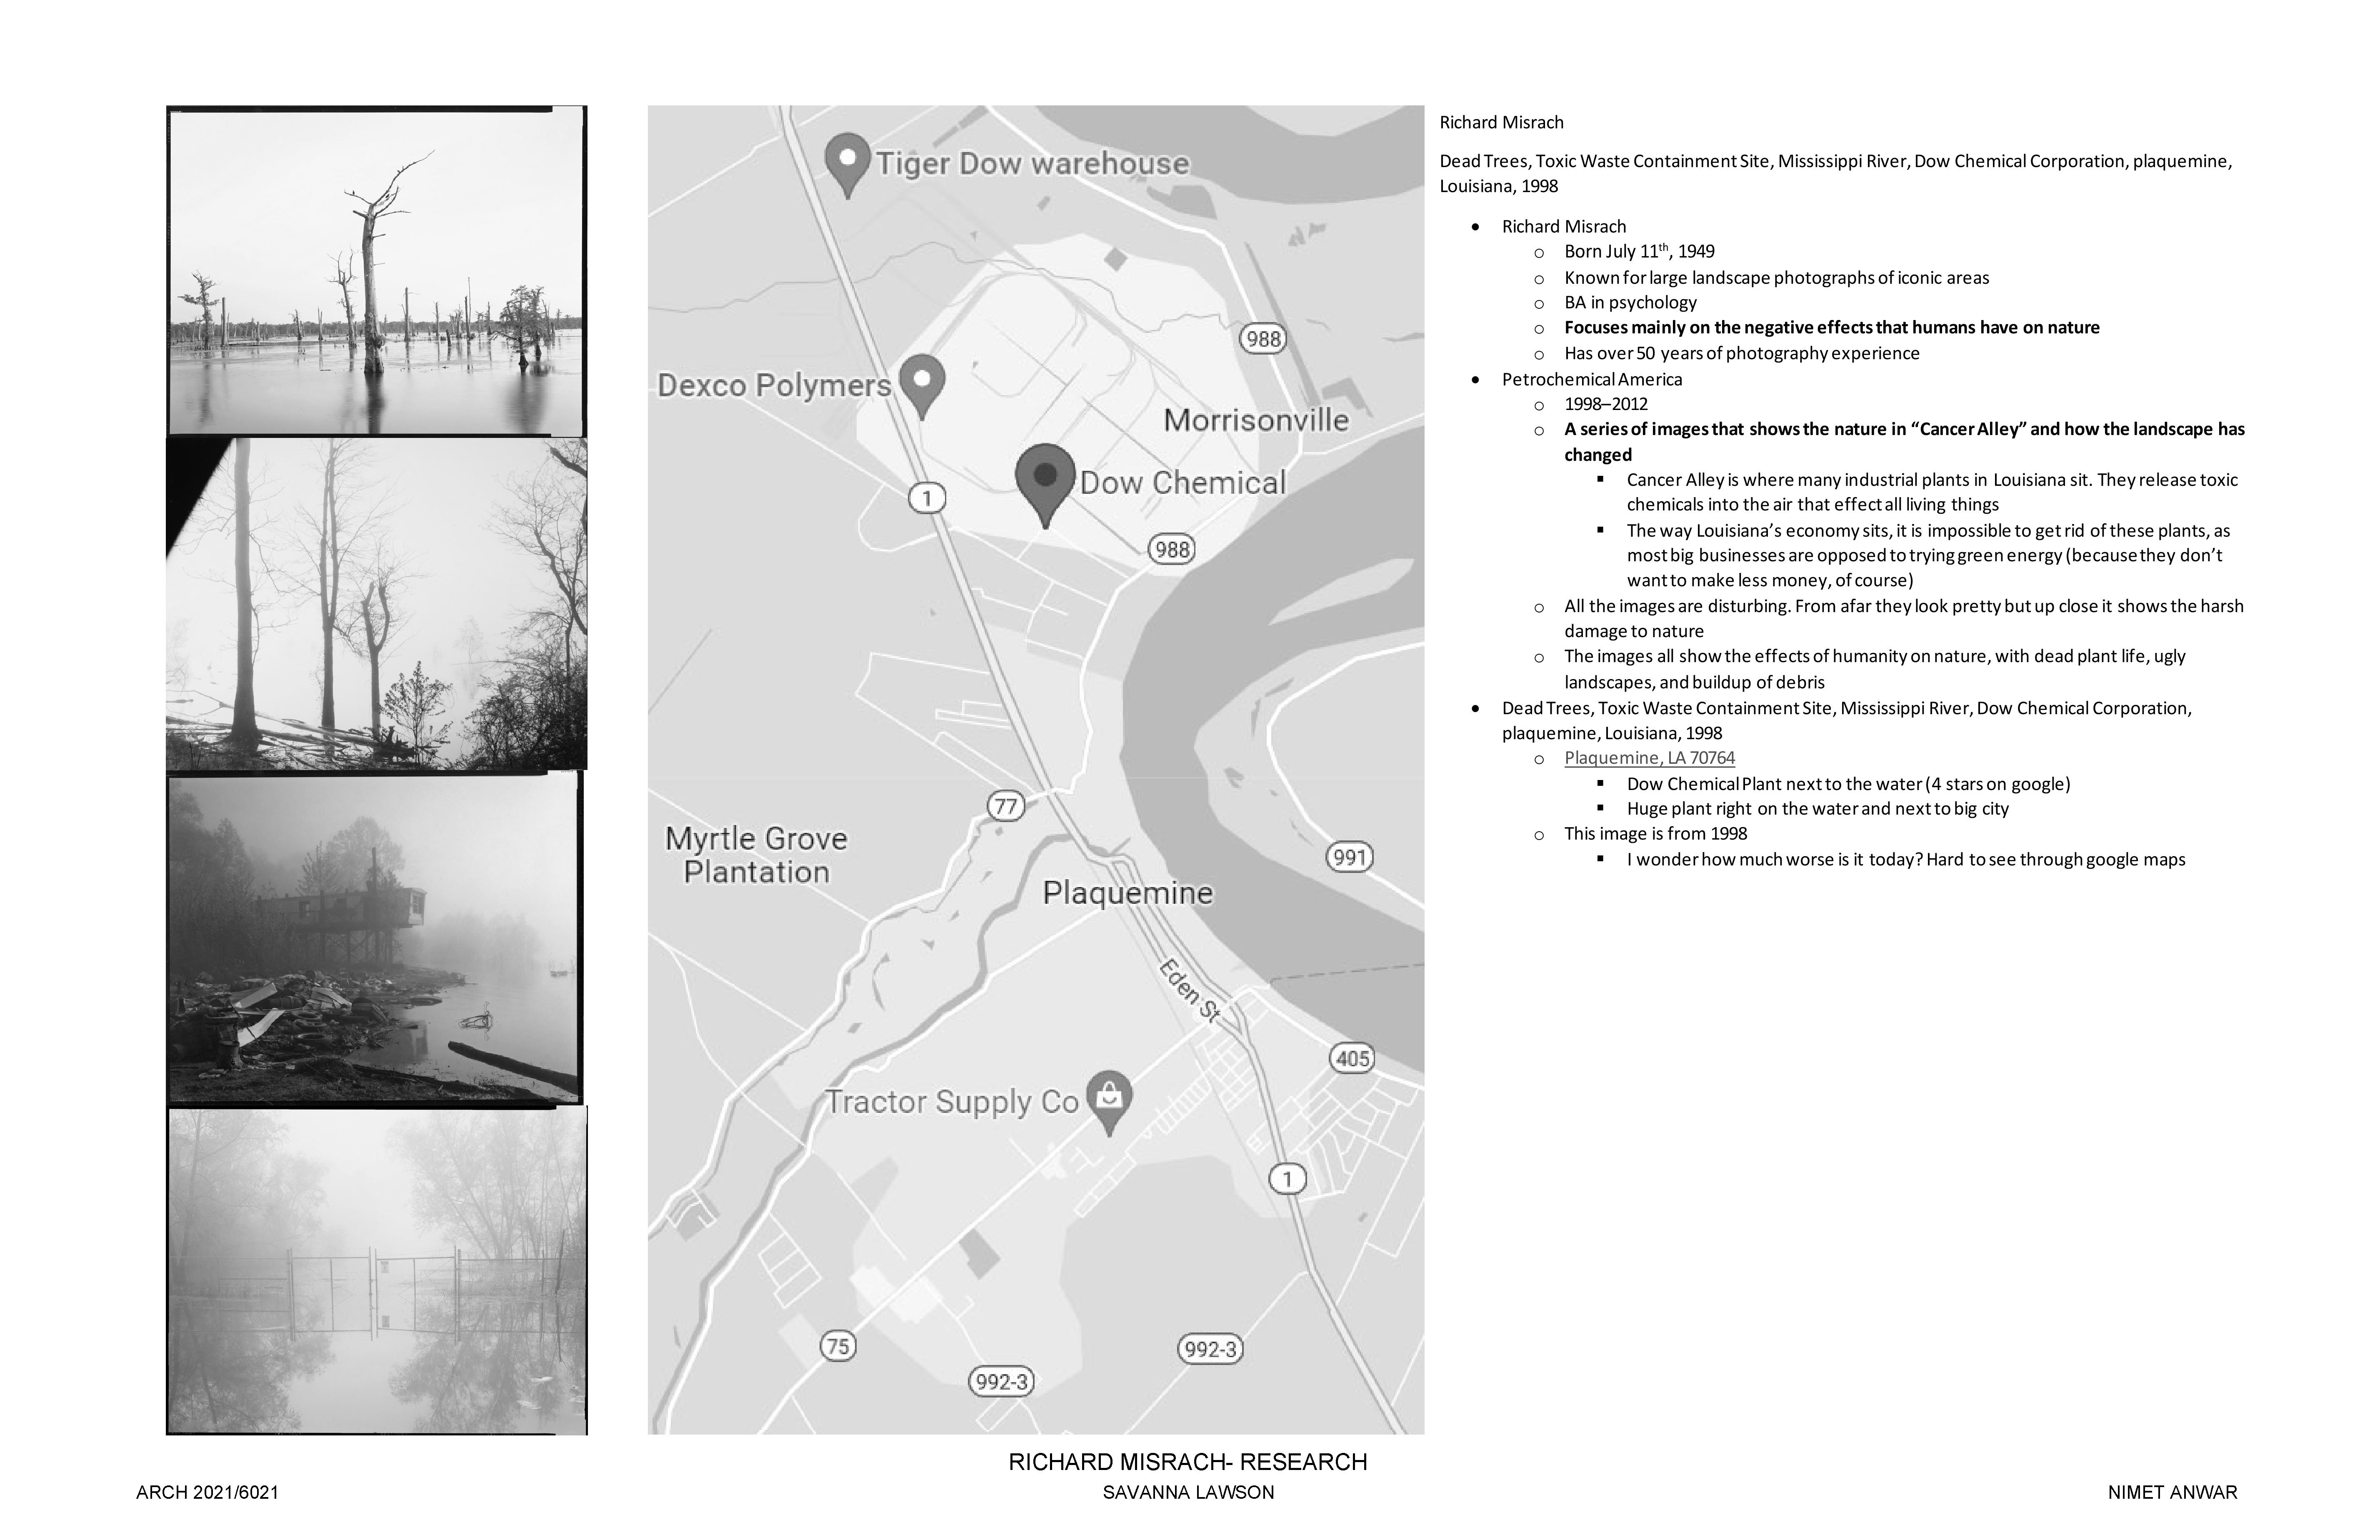 Tiger Dow warehouse
988
Dexco Polymers
Morrisonville
Dow Chemical
1
988
77
Myrtle Grove
Plantation
991
Plaquemine
Eden St
405
Tractor Supply Co
1
75
992-3
992-3
Richard Misrach
Dead Trees, Toxic Waste Containment Site, Mississippi River, Dow Chemical Corporation, plaquemine,
Louisiana, 1998
• Richard Misrach
o Born July 11th, 1949
o Known for large landscape photographs of iconic areas
o BA in psychology
o Focuses mainly on the negative effects that humans have on nature
o Has over 50 years of photography experience
• Petrochemical America
o 1998–2012
o A series of images that shows the nature in “Cancer Alley” and how the landscape has
changed
▪ Cancer Alley is where many industrial plants in Louisiana sit. They release toxic
chemicals into the air that effect all living things
▪ The way Louisiana’s economy sits, it is impossible to get rid of these plants, as
most big businesses are opposed to trying green energy (because they don’t
want to make less money, of course)
o All the images are disturbing. From afar they look pretty but up close it shows the harsh
damage to nature
o The images all show the effects of humanity on nature, with dead plant life, ugly
landscapes, and buildup of debris
• Dead Trees, Toxic Waste Containment Site, Mississippi River, Dow Chemical Corporation,
plaquemine, Louisiana, 1998
o Plaquemine, LA 70764
▪ Dow Chemical Plant next to the water (4 stars on google)
▪ Huge plant right on the water and next to big city
o This image is from 1998
▪ I wonder how much worse is it today? Hard to see through google maps
RICHARD MISRACH- RESEARCH
ARCH 2021/6021
SAVANNA LAWSON
NIMET ANWAR